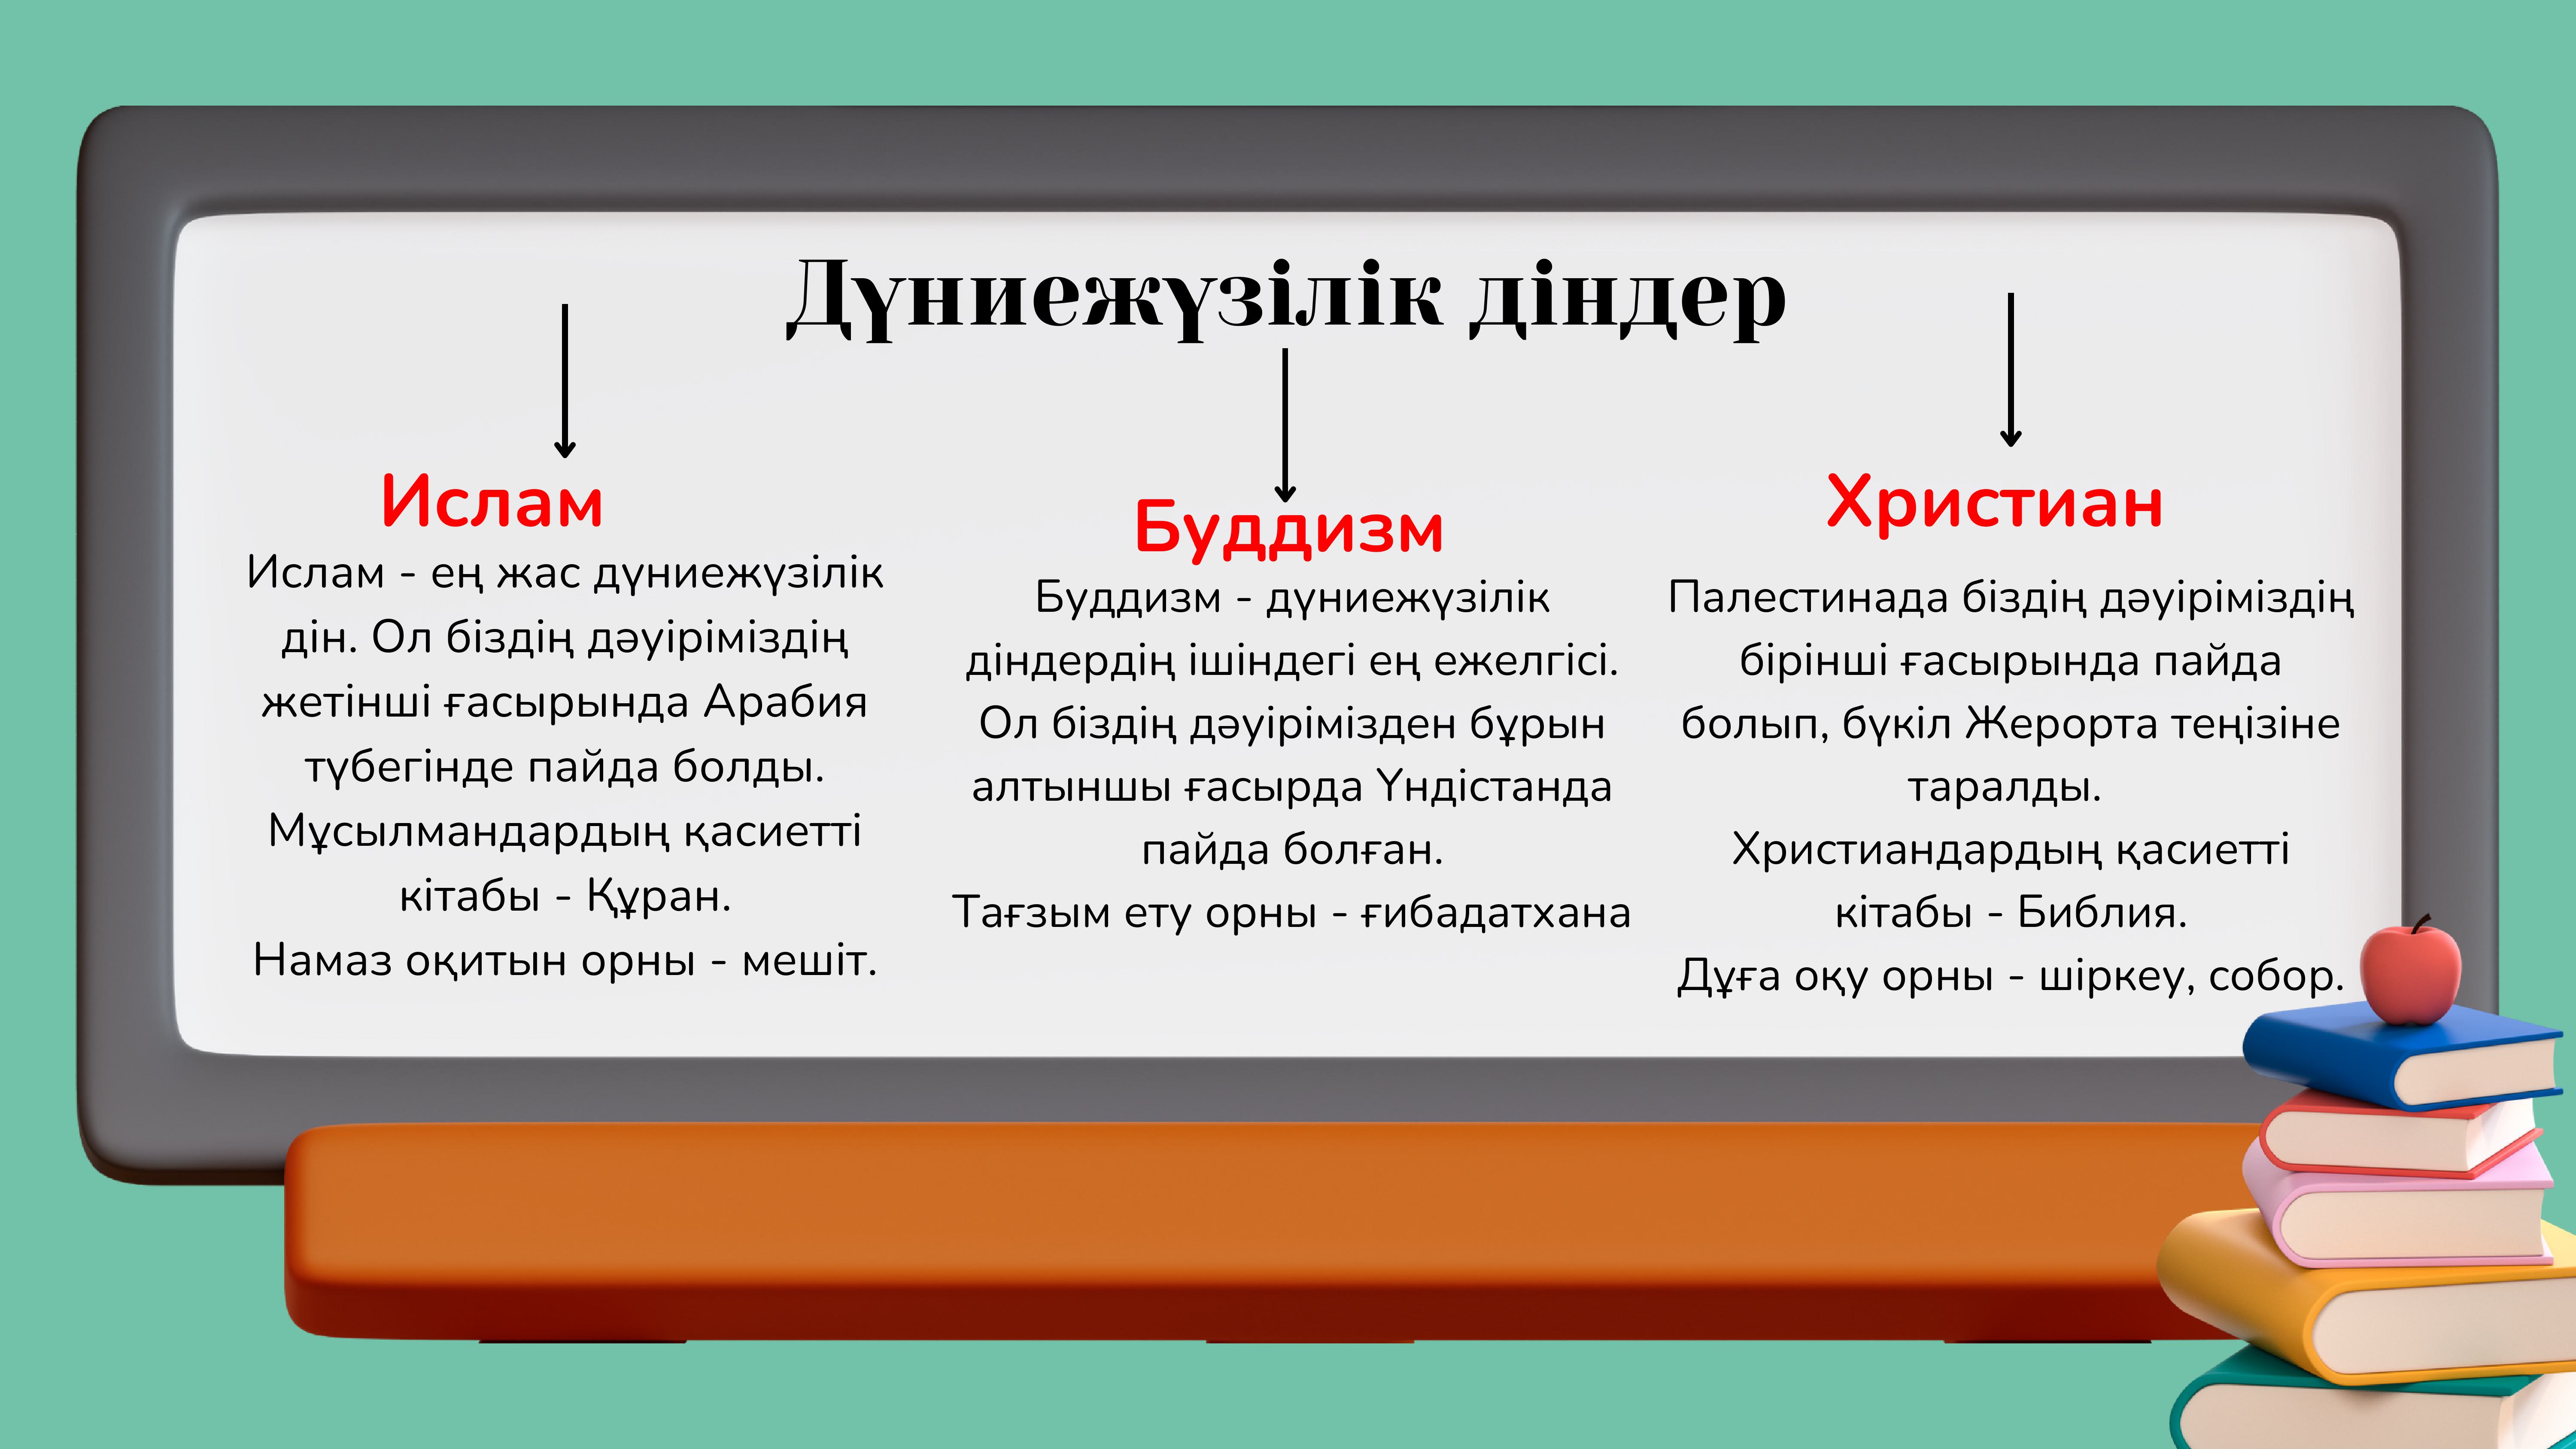 Дүниежүзілік діндер
Ислам
Ислам - ең жас дүниежүзілік
дін. Ол біздің дәуіріміздің
жетінші ғасырында Арабия
түбегінде пайда болды.
Мұсылмандардың қасиетті
кітабы - Құран.
Намаз оқитын орны - мешіт.
Буддизм
Буддизм - дүниежүзілік
діндердің ішіндегі ең ежелгісі.
Ол біздің дәуірімізден бұрын
алтыншы ғасырда Үндістанда
пайда болған.
Тағзым ету орны - ғибадатхана
Христиан
Палестинада біздің дәуіріміздің
бірінші ғасырында пайда
болып, бүкіл Жерорта теңізіне
таралды.
Христиандардың қасиетті
кітабы - Библия.
Дұға оқу орны - шіркеу, собор.